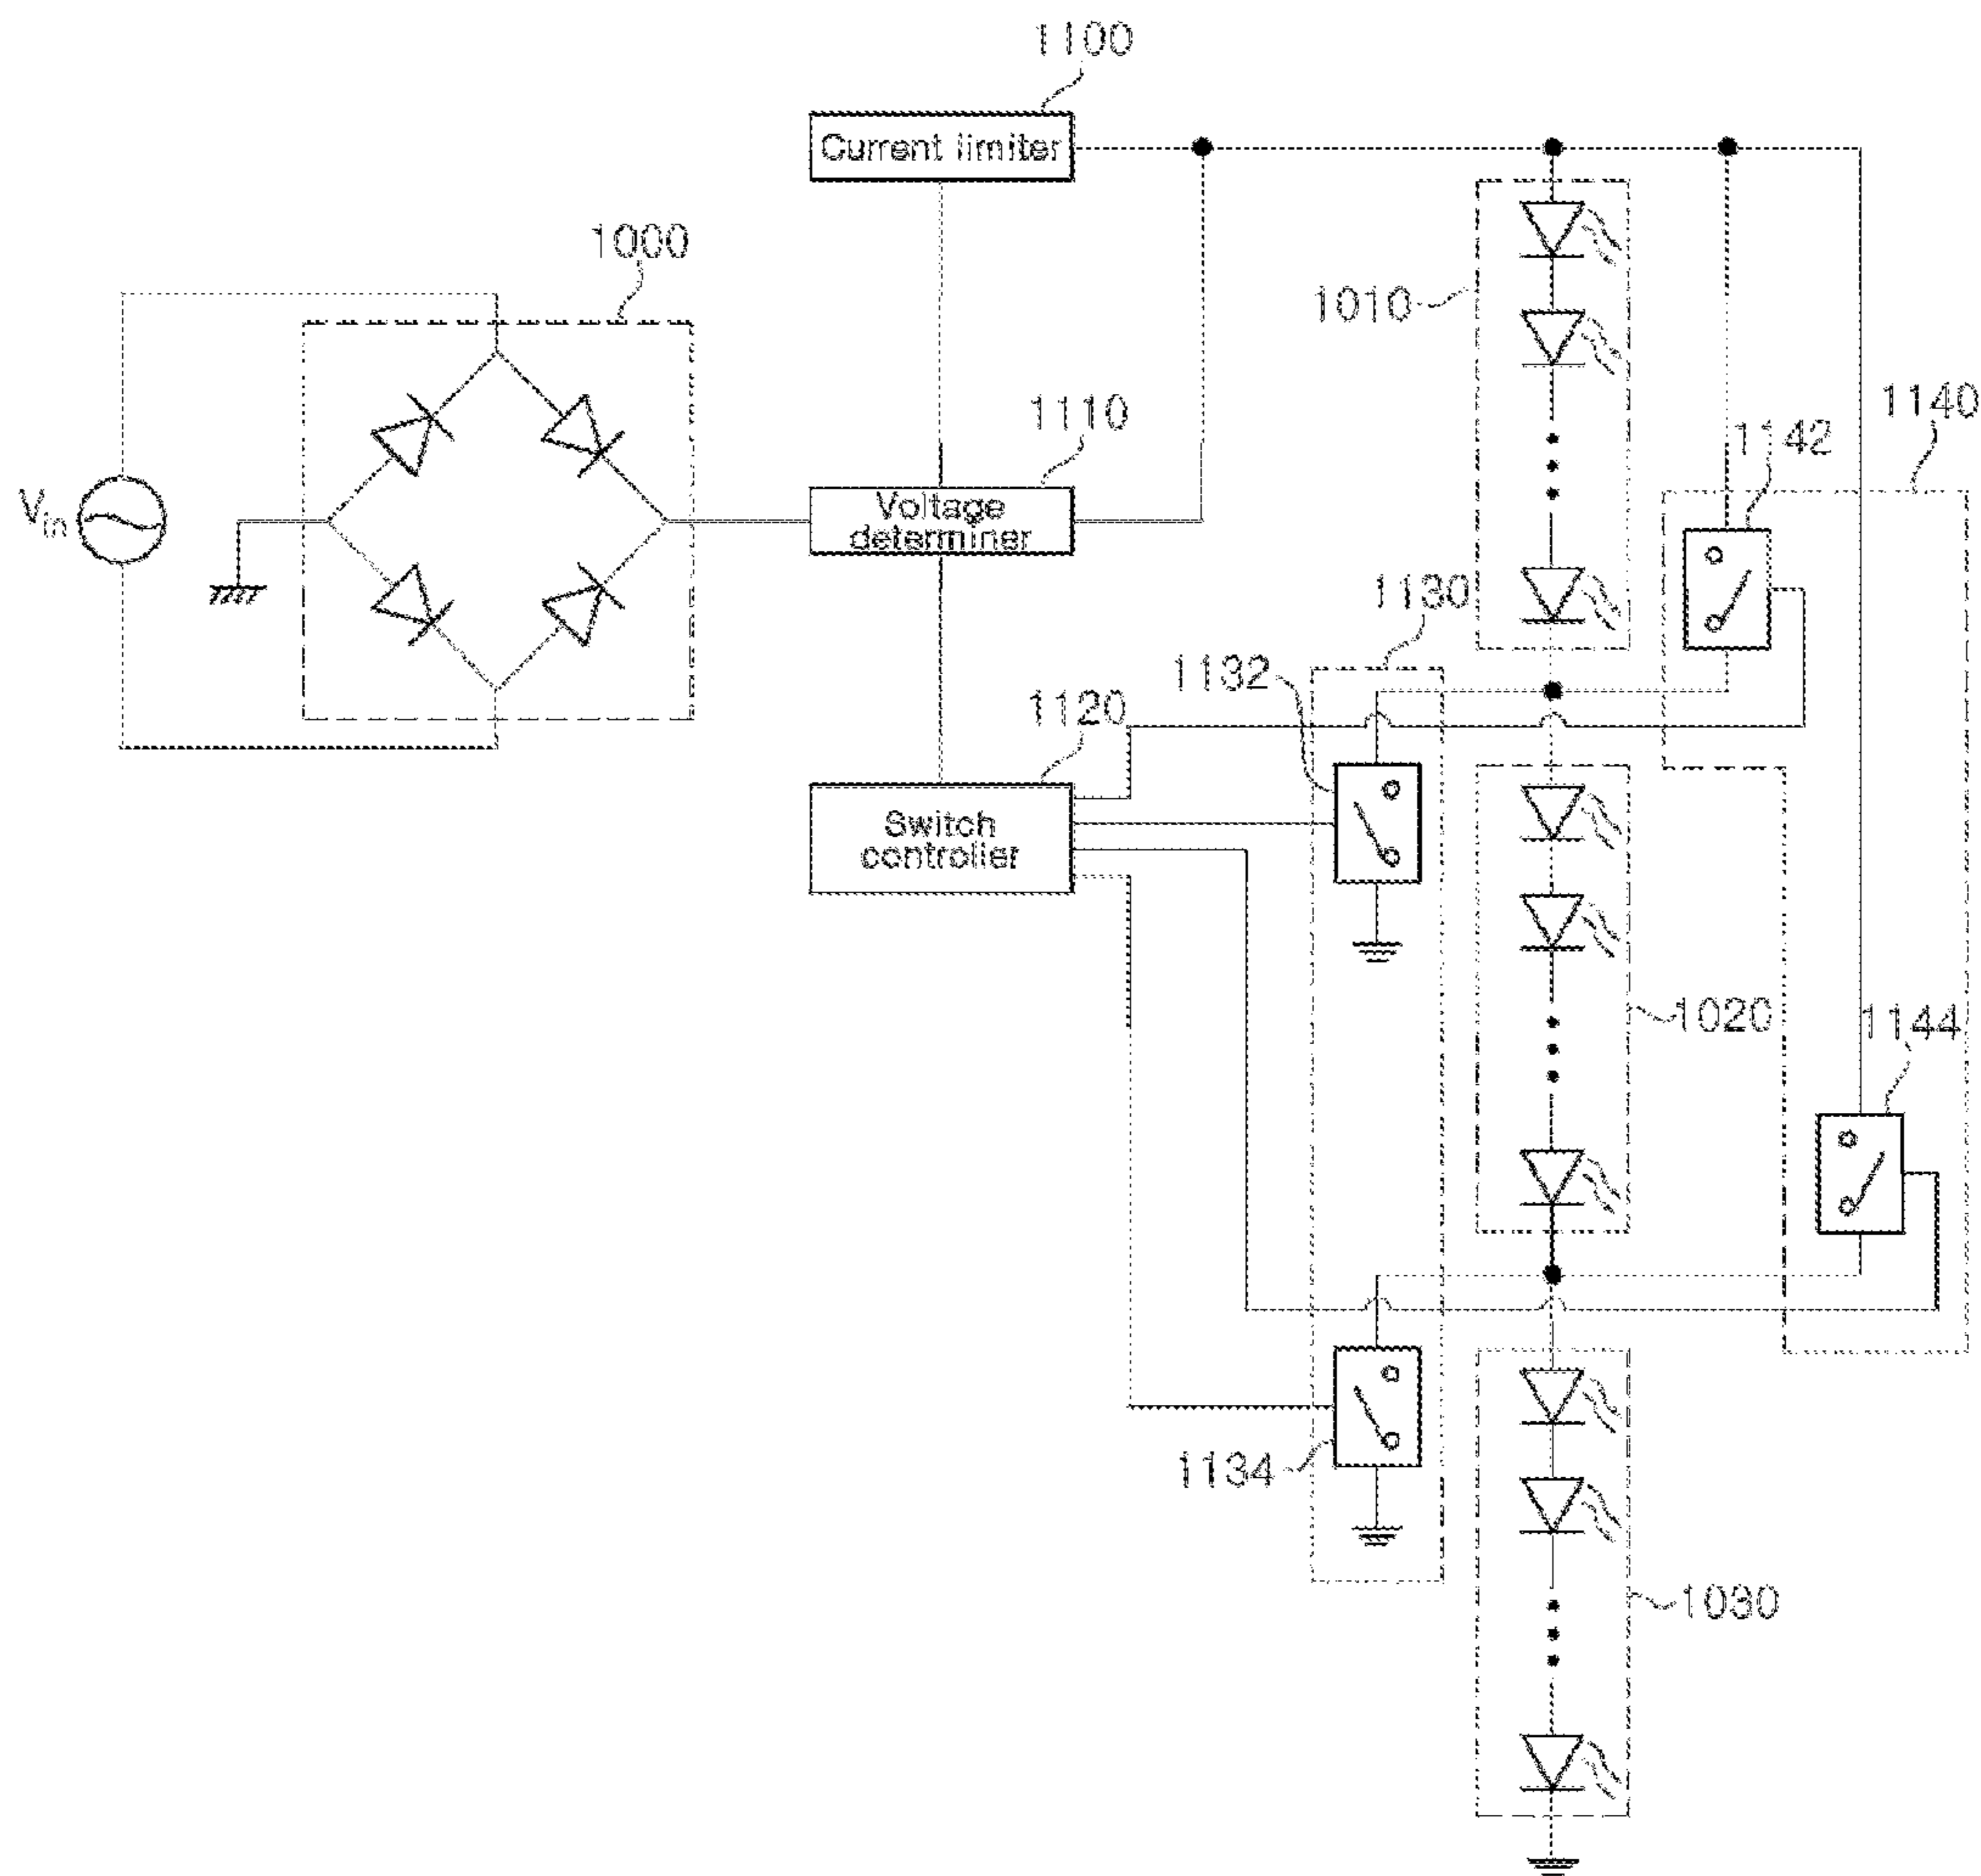 1100
Current limiter
1000
1010
1140
1110
1142
Vin
Voltage
determiner
1130
1132
1120
Switch
controller
1020
1144
1134
1030